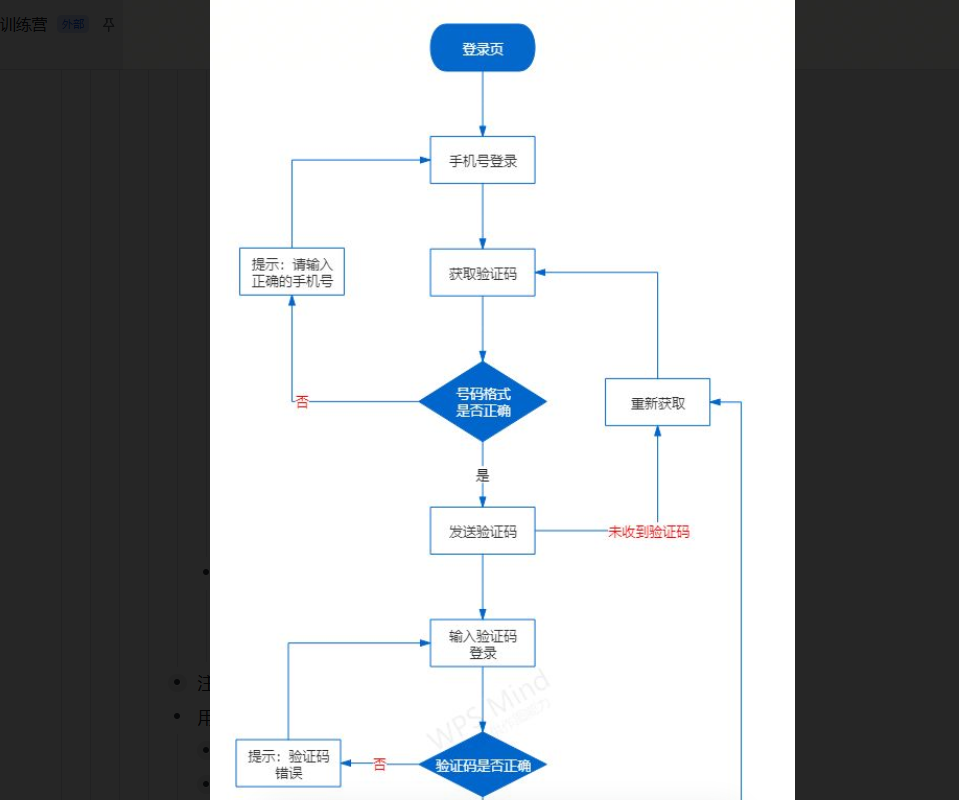 训练营 外部
登录页
手机号登录
提示：请输入
正确的手机号
获取验证码
号码格式
是否正确
否
重新获取
是
发送验证码
未收到验证码
输入验证码
登录
注
用
WPS Mind
提示：验证码
错误
否
验证码是否正确